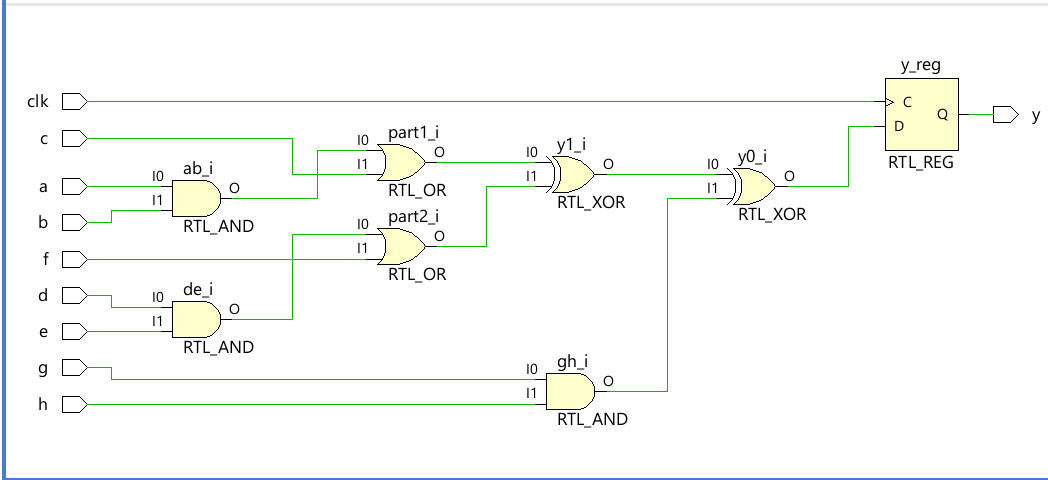 y_reg
clk
C
Q
y
D
RTL_REG
c
part1_i
I0
O
I1
RTL_OR
y1_i
I0
O
I1
RTL_XOR
y0_i
I0
O
I1
RTL_XOR
a
b
ab_i
I0
O
I1
RTL_AND
part2_i
I0
O
I1
RTL_OR
f
d
e
de_i
I0
O
I1
RTL_AND
g
h
gh_i
I0
O
I1
RTL_AND